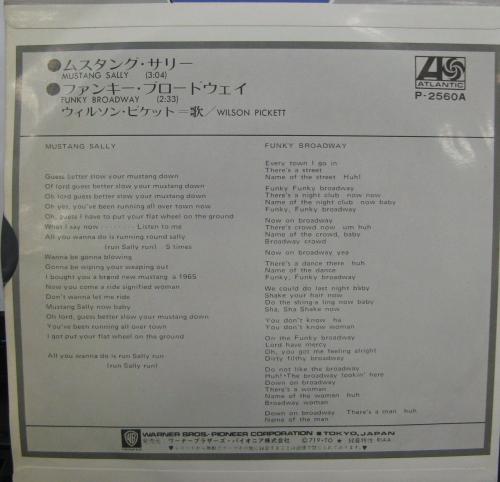 ●ムスタング・サリー
MUSTANG SALLY (3:04)
●ファンキー・ブロードウェイ
FUNKY BROADWAY (2:33)
ウィルソン・ピケット=歌/WILSON PICKETT
ATLANTIC
P-2560A
MUSTANG SALLY
Guess better slow your mustang down
Of lord guess better slow your mustang down
Oh lord guess better slow your mustang down
Oh yes, you've been running all over town now
Oh, guess I have to put your flat wheel on the ground
What I say now ········ Listen to me
All you wanna do is running round sally
(run Sally run) 5 times
Wanna be gonna blowing
Gonna be wiping your weaping out
I bought you a brand new mustang a 1965
Now you come a ride signified woman
Don't wanna let me ride
Mustang Sally now baby
Oh lord, guess better slow your mustang down
You've been running all over town
I got put your flat wheel on the ground
All you wanna do is run Sally run
(run Sally run)
FUNKY BROADWAY
Every town I go in
There's a street
Name of the street Huh!
Funky Funky broadway
There's a night club now now
Name of the night club now baby
Funky, Funky broadway
Now on broadway
There's crowd now um huh
Name of the crowd, baby
Broadway crowd
Now on broadway yea
There's a dance there huh
Name of the dance
Funky, Funky broadway
We could do last night baby
Shake your hair now
Do the shing-a ling now baby
Sha, Sha Shake now
You don't know ha
You don't know woman
On the Funky broadway
Lord have mercy
Oh, you got me feeling alright
Dirty filthy broadway
Do not like the broadway
Huh! The broadway lookin' here
Down on broadway
There's a woman
Name of the woman huh
Broadway woman
Down on broadway There's a man huh
Name of the man
WARNER BROS.-PIONEER CORPORATION ● TOKYO, JAPAN
発売元 ワーナー・ブラザーズ・パイオニア株式会社 Ⓒ719・TO ★ 録音特性 RIAA